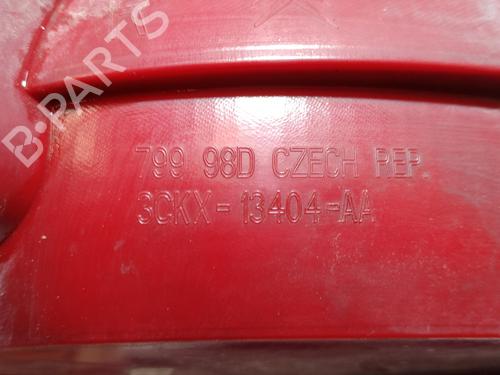 B-PARTS
799 98D CZECH REP.
3CKX-13404-AA